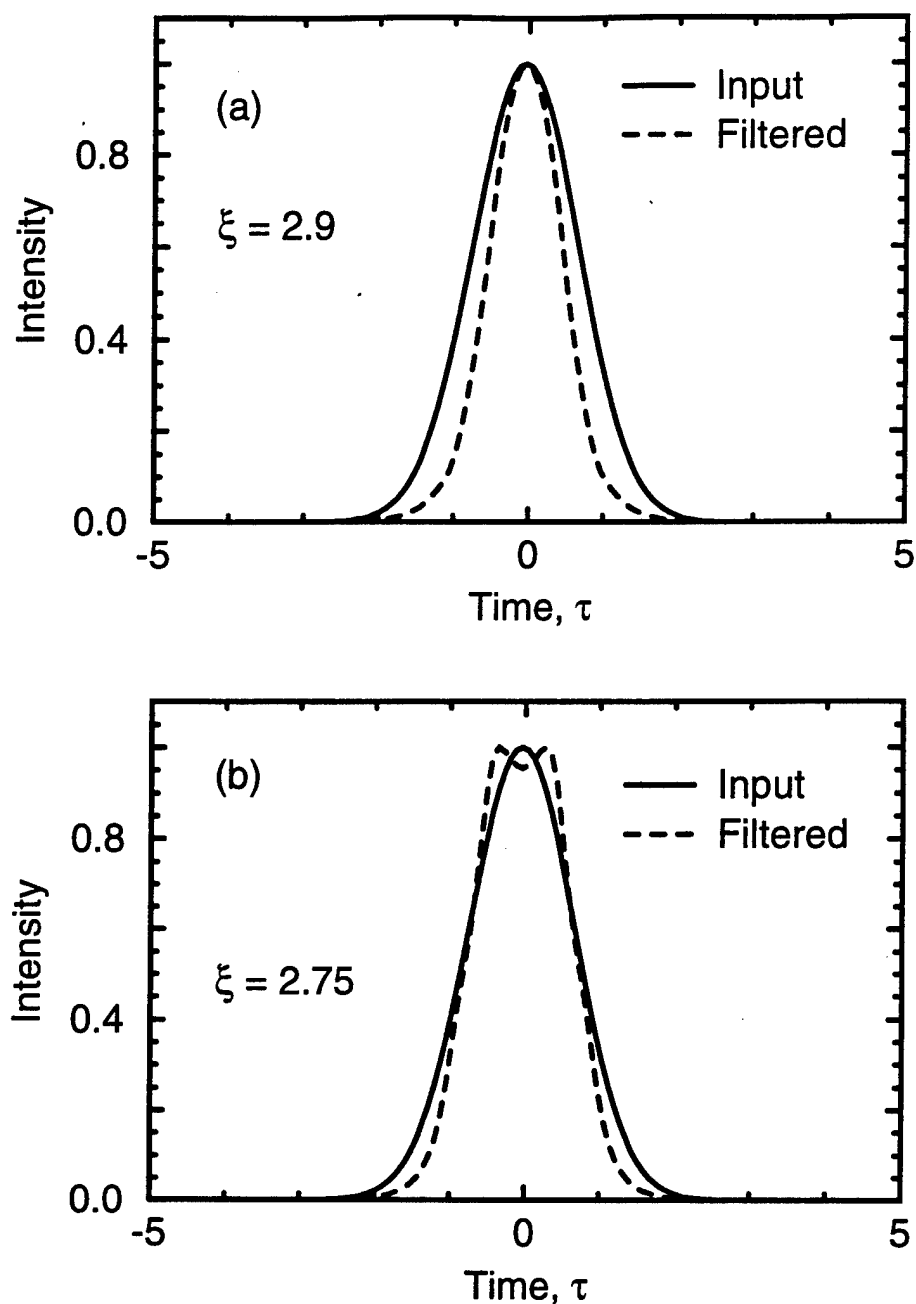 (a)
Input
Filtered
ξ = 2.9
Intensity
0.8
0.4
0.0
-5
0
5
Time, τ
(b)
Input
Filtered
ξ = 2.75
Intensity
0.8
0.4
0.0
-5
0
5
Time, τ